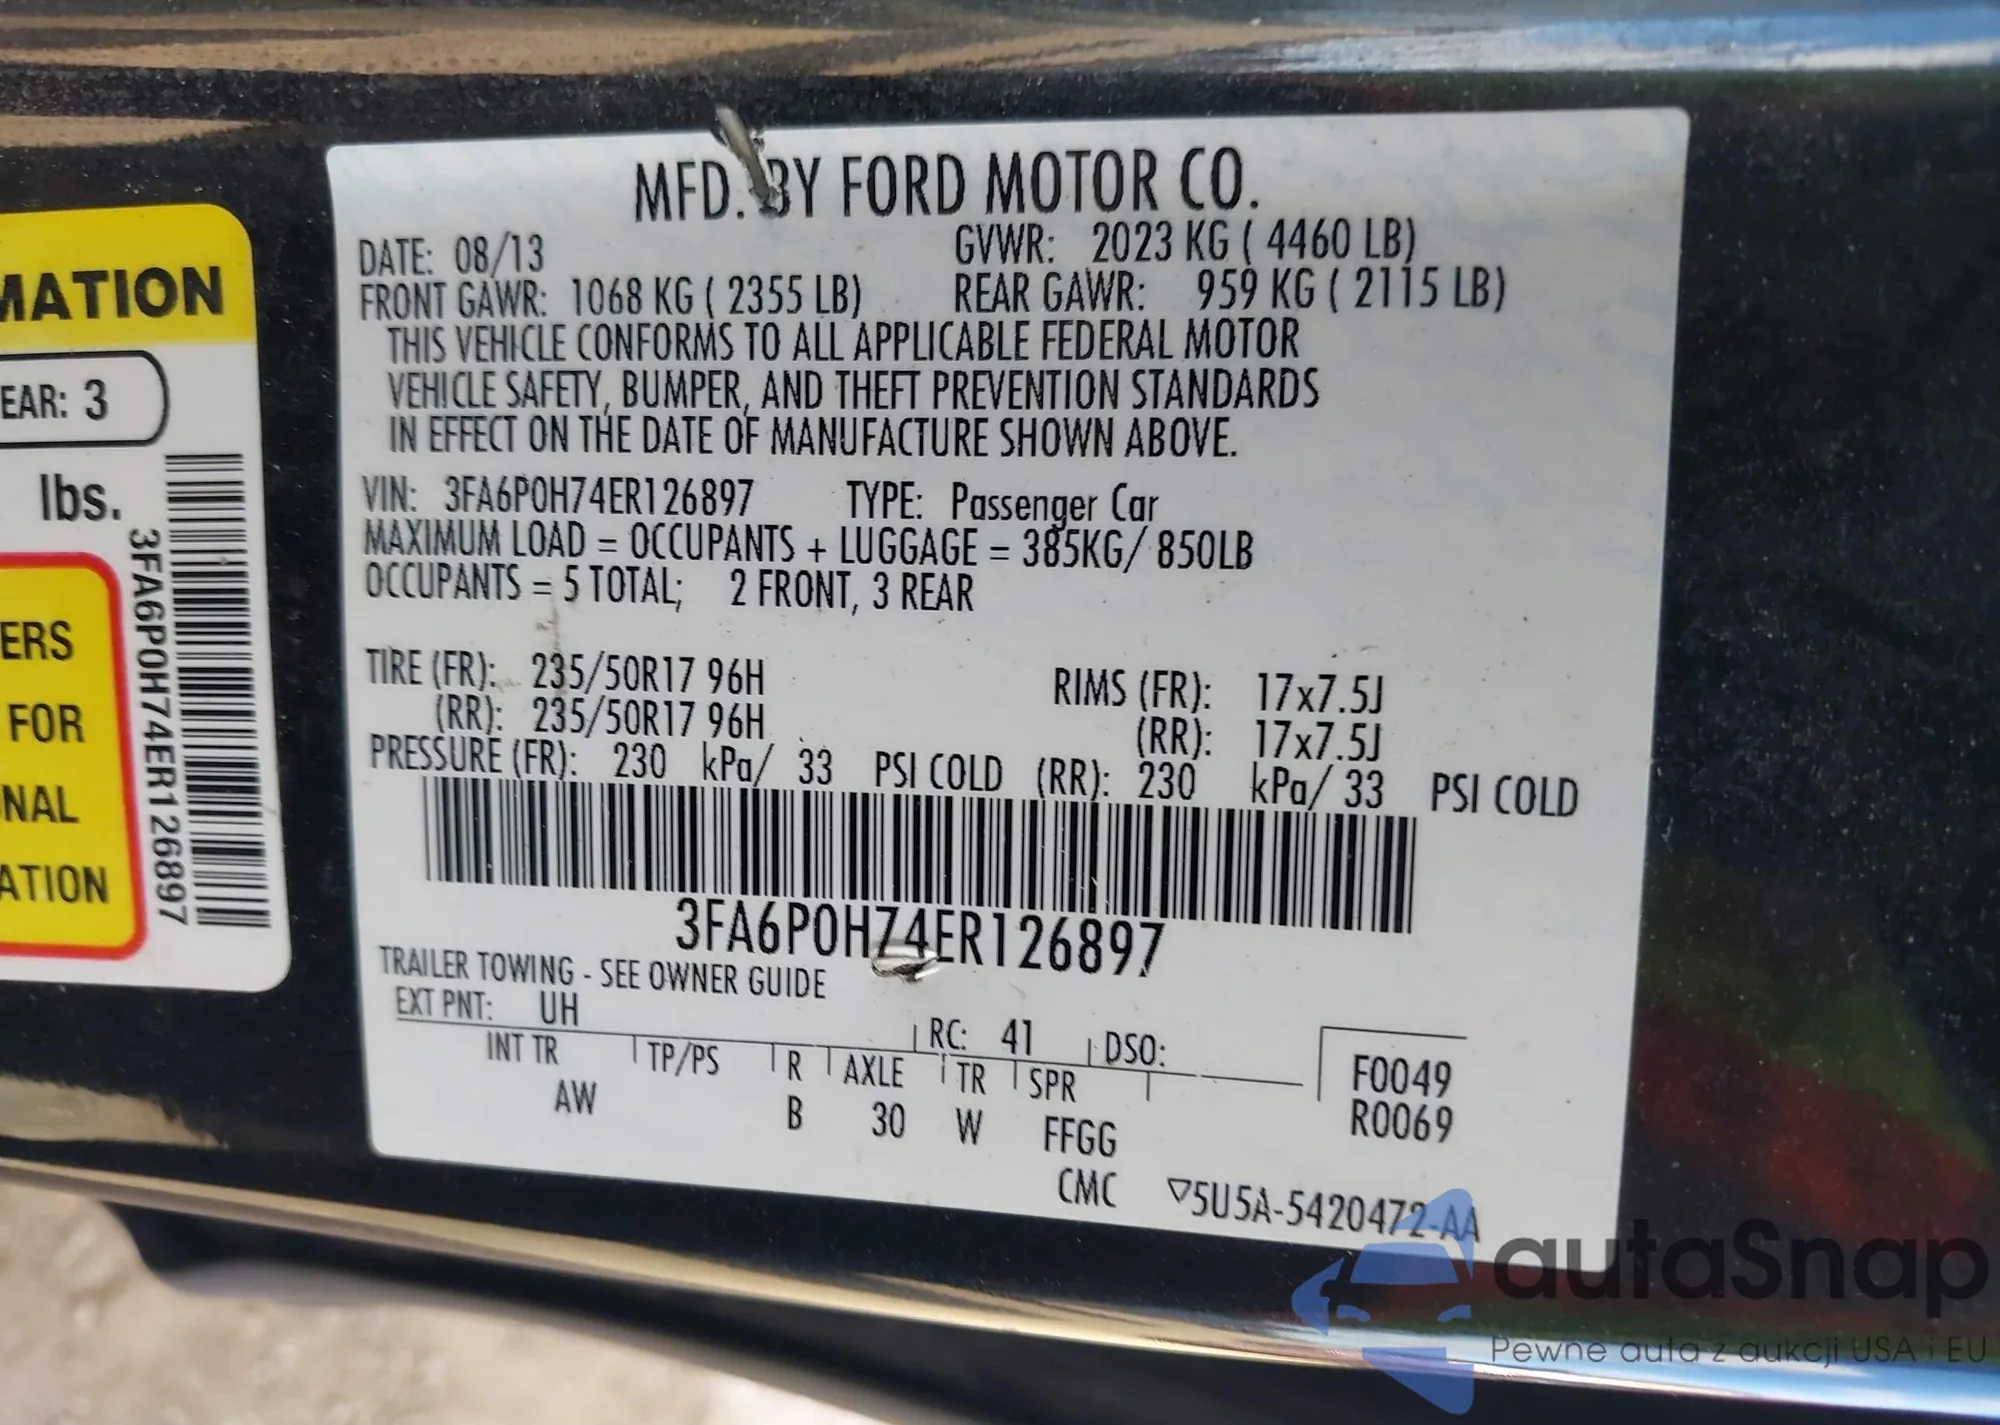 MATION
EAR: 3
lbs.
3FA6P0H74ER126897
ERS
FOR
NAL
ATION
MFD. BY FORD MOTOR CO.
DATE: 08/13 GVWR: 2023 KG ( 4460 LB)
FRONT GAWR: 1068 KG ( 2355 LB) REAR GAWR: 959 KG ( 2115 LB)
THIS VEHICLE CONFORMS TO ALL APPLICABLE FEDERAL MOTOR
VEHICLE SAFETY, BUMPER, AND THEFT PREVENTION STANDARDS
IN EFFECT ON THE DATE OF MANUFACTURE SHOWN ABOVE.
VIN: 3FA6P0H74ER126897 TYPE: Passenger Car
MAXIMUM LOAD = OCCUPANTS + LUGGAGE = 385KG/ 850LB
OCCUPANTS = 5 TOTAL; 2 FRONT, 3 REAR
TIRE (FR): 235/50R17 96H RIMS (FR): 17x7.5J
(RR): 235/50R17 96H (RR): 17x7.5J
PRESSURE (FR): 230 kPa/ 33 PSI COLD (RR): 230 kPa/ 33 PSI COLD
3FA6P0H74ER126897
TRAILER TOWING - SEE OWNER GUIDE
EXT PNT: UH RC: 41 DSO:
INT TR TP/PS R AXLE TR SPR F0049
AW B 30 W FFGG R0069
CMC ▽5U5A-5420472-AA
autaSnap
Pewne auta z aukcji USA i EU